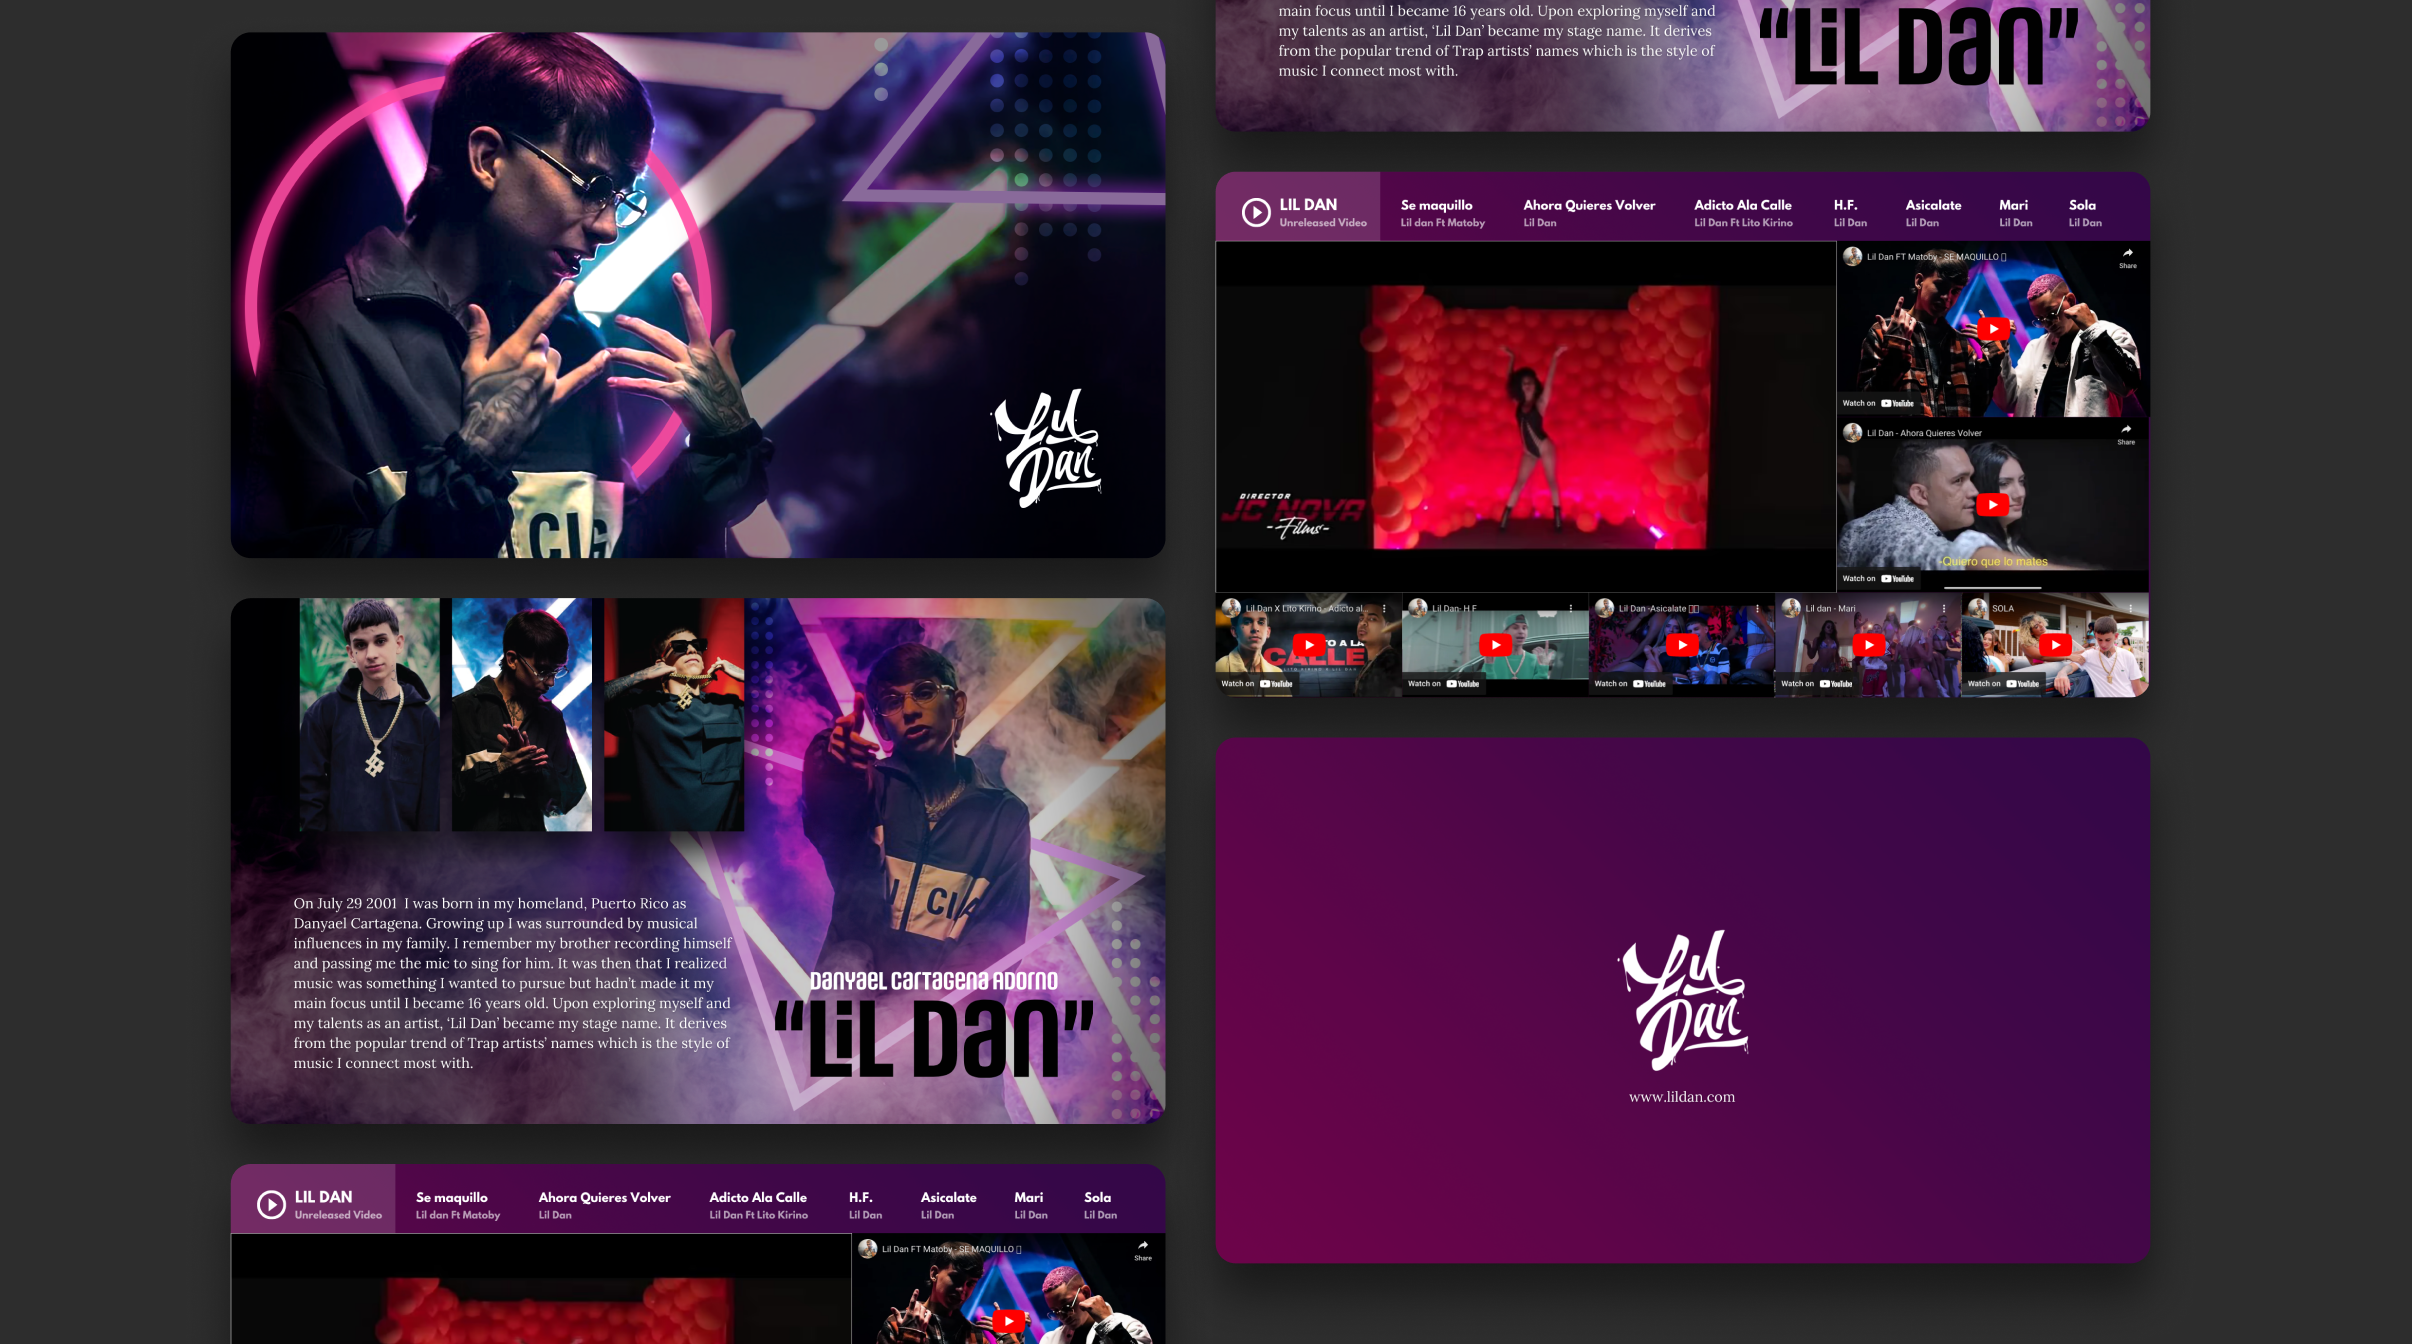 CIG
Lil
Dan
On July 29 2001  I was born in my homeland, Puerto Rico as
Danyael Cartagena. Growing up I was surrounded by musical
influences in my family. I remember my brother recording himself
and passing me the mic to sing for him. It was then that I realized
music was something I wanted to pursue but hadn't made it my
main focus until I became 16 years old. Upon exploring myself and
my talents as an artist, 'Lil Dan' became my stage name. It derives
from the popular trend of Trap artists' names which is the style of
music I connect most with.
Danyael Cartagena Adorno
“Lil Dan”
LIL DAN
Unreleased Video
Se maquillo
Lil dan Ft Matoby
Ahora Quieres Volver
Lil Dan
Adicto Ala Calle
Lil Dan Ft Lito Kirino
H.F.
Lil Dan
Asicalate
Lil Dan
Mari
Lil Dan
Sola
Lil Dan
Lil Dan FT Matoby - SE MAQUILLO
Share
main focus until I became 16 years old. Upon exploring myself and
my talents as an artist, 'Lil Dan' became my stage name. It derives
from the popular trend of Trap artists' names which is the style of
music I connect most with.
“Lil Dan”
LIL DAN
Unreleased Video
Se maquillo
Lil dan Ft Matoby
Ahora Quieres Volver
Lil Dan
Adicto Ala Calle
Lil Dan Ft Lito Kirino
H.F.
Lil Dan
Asicalate
Lil Dan
Mari
Lil Dan
Sola
Lil Dan
DIRECTOR
JC NOVA
-Films-
Lil Dan FT Matoby - SE MAQUILLO
Share
Watch on YouTube
Lil Dan - Ahora Quieres Volver
Share
-Quiero que lo mates
Watch on YouTube
Lil Dan X Lito Kirino - Adicto al...
TO A LA
CALLE
Watch on YouTube
Lil Dan- H F
Watch on YouTube
Lil Dan -Asicalate
Watch on YouTube
Lil dan - Mari
Watch on YouTube
SOLA
Watch on YouTube
Lil
Dan
www.lildan.com